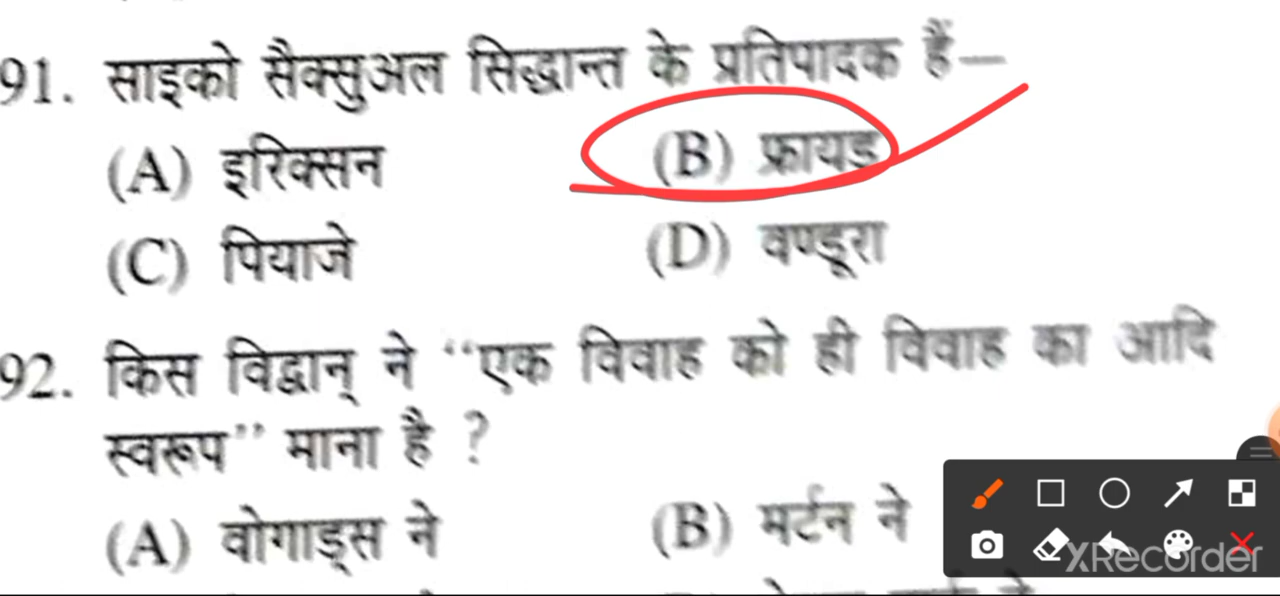 91. साइको सैक्सुअल सिद्धान्त के प्रतिपादक हैं—
(A) इरिक्सन (B) फ्रायड
(C) पियाजे (D) वण्डूरा
92. किस विद्वान् ने “एक विवाह को ही विवाह का आदि
स्वरूप” माना है ?
(A) वोगाड्स ने (B) मर्टन ने
XRecorder